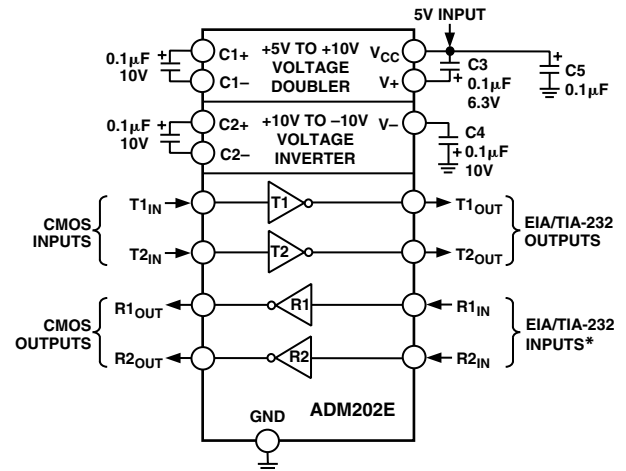 5V INPUT
0.1µF
10V
+
C1+
C1–
+5V TO +10V
VOLTAGE
DOUBLER
VCC
V+
C3
+ 0.1µF
6.3V
+
C5
0.1µF
0.1µF
10V
+
C2+
C2–
+10V TO –10V
VOLTAGE
INVERTER
V–
C4
+ 0.1µF
10V
CMOS
INPUTS
T1IN
T1
T1OUT
T2IN
T2
T2OUT
EIA/TIA-232
OUTPUTS
CMOS
OUTPUTS
R1OUT
R1
R1IN
R2OUT
R2
R2IN
EIA/TIA-232
INPUTS*
GND
ADM202E